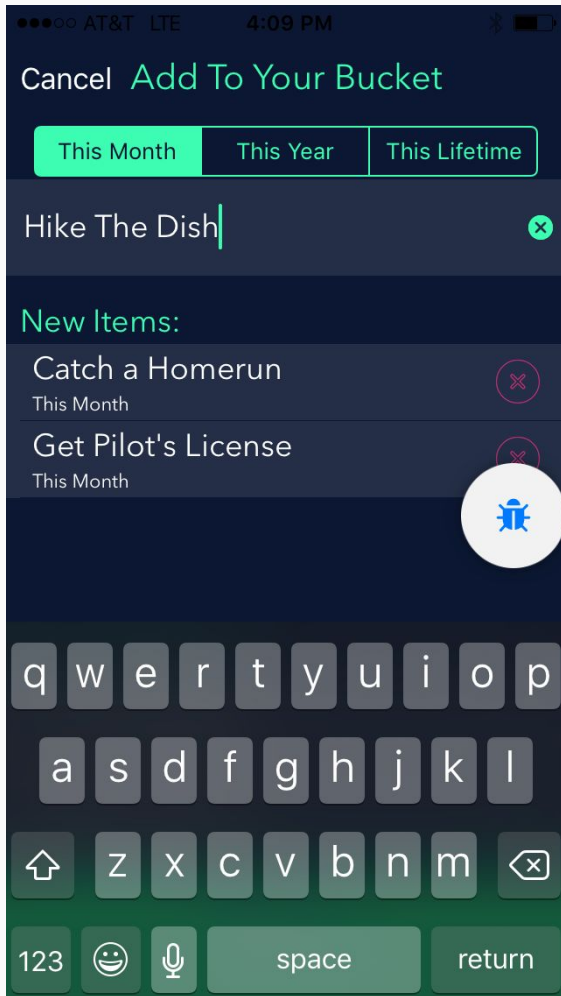 AT&T LTE 4:09 PM
Cancel Add To Your Bucket
This Month This Year This Lifetime
Hike The Dish
New Items:
Catch a Homerun
This Month
Get Pilot's License
This Month
q w e r t y u i o p
a s d f g h j k l
z x c v b n m
123 space return